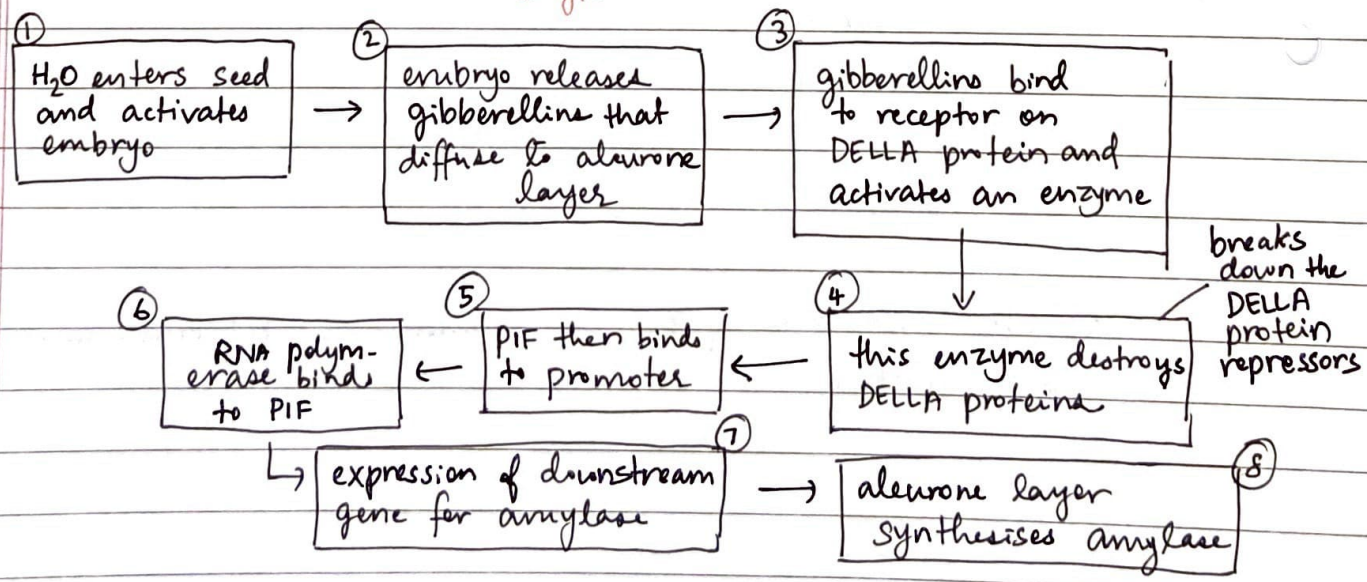 ①
H₂O enters seed
and activates
embryo
→
②
embryo releases
gibberellins that
diffuse to aleurone
layer
→
③
gibberellins bind
to receptor on
DELLA protein and
activates an enzyme
④
this enzyme destroys
DELLA proteins
breaks
down the
DELLA
protein
repressors
←
⑤
PIF then binds
to promoter
←
⑥
RNA polym-
erase binds
to PIF
⑦
expression of downstream
gene for amylase
→
⑧
aleurone layer
synthesises amylase